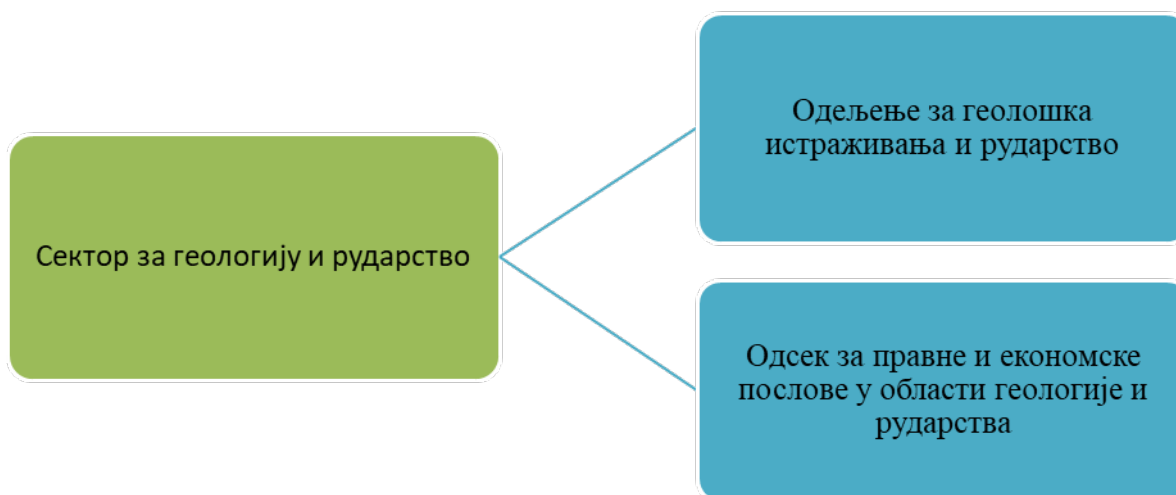 Сектор за геологију и рударство
Одељење за геолошка
истраживања и рударство
Одсек за правне и економске
послове у области геологије и
рударства